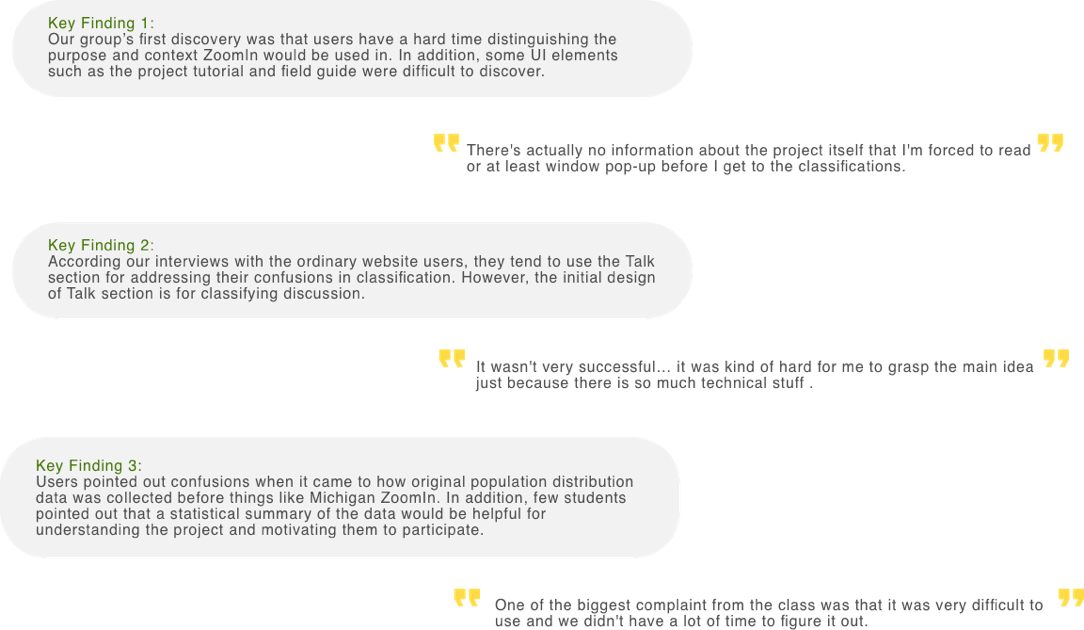 Key Finding 1:
Our group's first discovery was that users have a hard time distinguishing the
purpose and context ZoomIn would be used in. In addition, some UI elements
such as the project tutorial and field guide were difficult to discover.
There's actually no information about the project itself that I'm forced to read
or at least window pop-up before I get to the classifications.
Key Finding 2:
According our interviews with the ordinary website users, they tend to use the Talk
section for addressing their confusions in classification. However, the initial design
of Talk section is for classifying discussion.
It wasn't very successful... it was kind of hard for me to grasp the main idea
just because there is so much technical stuff .
Key Finding 3:
Users pointed out confusions when it came to how original population distribution
data was collected before things like Michigan ZoomIn. In addition, few students
pointed out that a statistical summary of the data would be helpful for
understanding the project and motivating them to participate.
One of the biggest complaint from the class was that it was very difficult to
use and we didn't have a lot of time to figure it out.